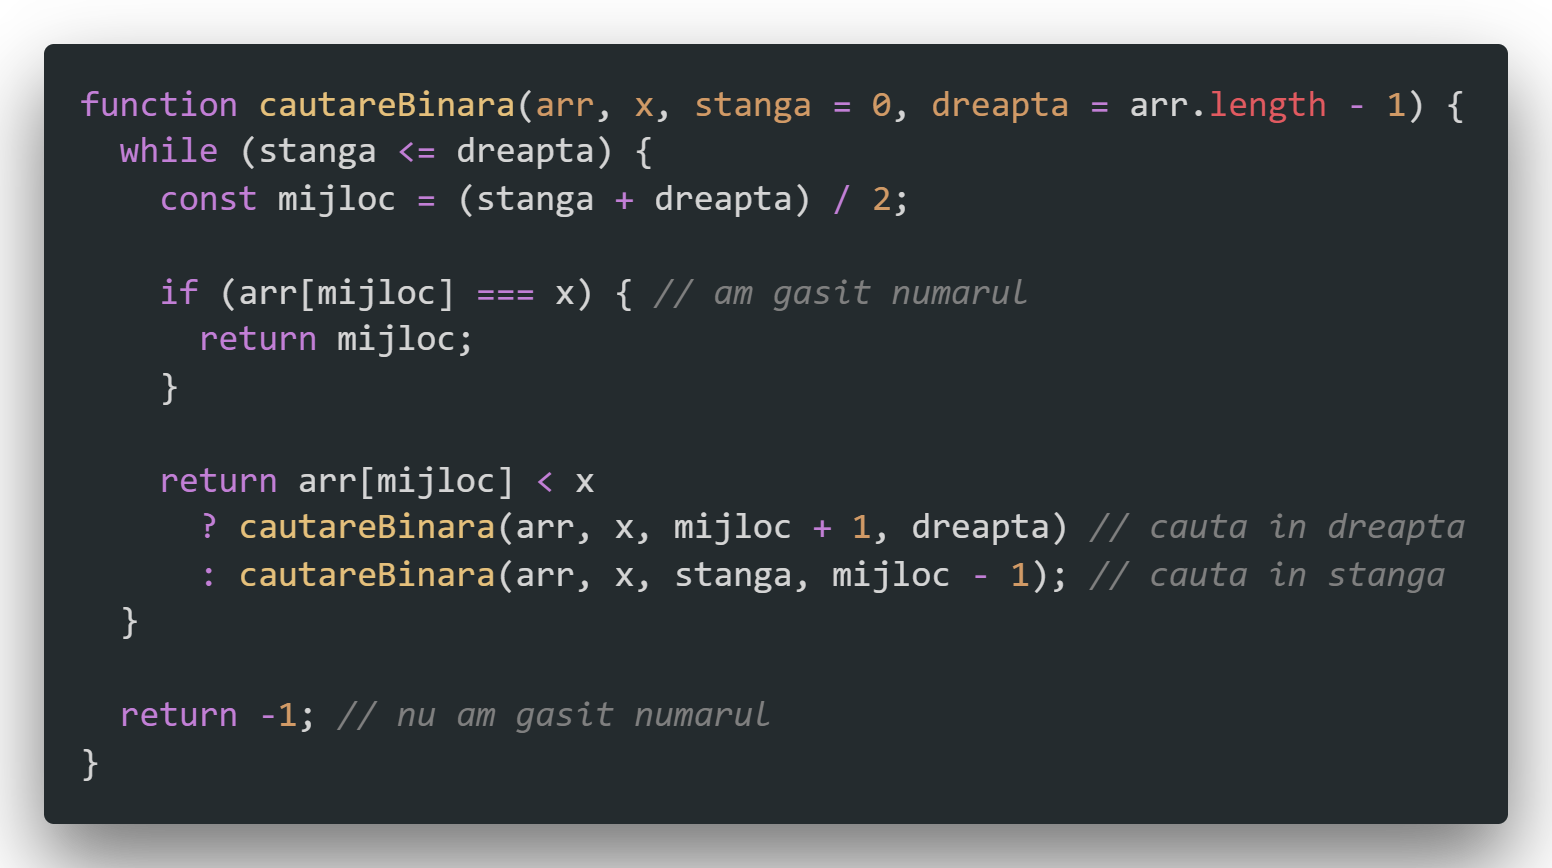 function cautareBinara(arr, x, stanga = 0, dreapta = arr.length - 1) {
  while (stanga <= dreapta) {
    const mijloc = (stanga + dreapta) / 2;

    if (arr[mijloc] === x) { // am gasit numarul
      return mijloc;
    }

    return arr[mijloc] < x
      ? cautareBinara(arr, x, mijloc + 1, dreapta) // cauta in dreapta
      : cautareBinara(arr, x, stanga, mijloc - 1); // cauta in stanga
  }

  return -1; // nu am gasit numarul
}